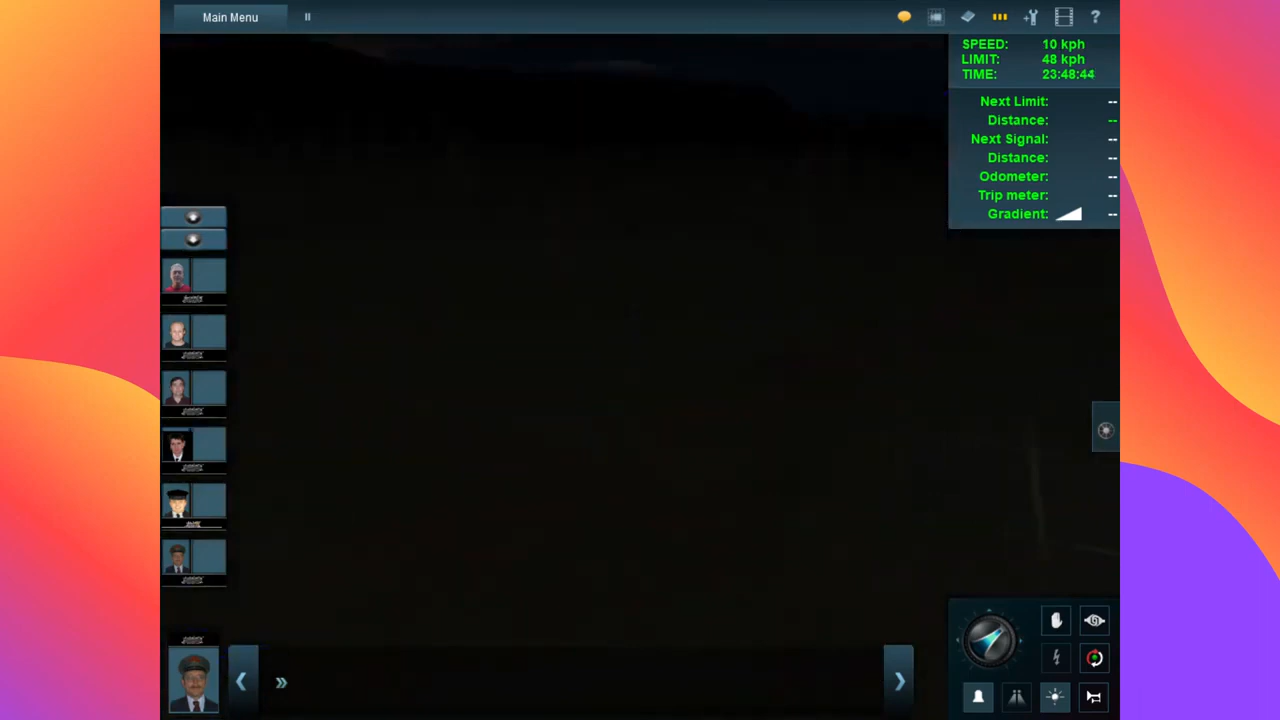 Main Menu
SPEED: 10 kph
LIMIT: 48 kph
TIME: 23:48:44
Next Limit: --
Distance: --
Next Signal: --
Distance: --
Odometer: --
Trip meter: --
Gradient: --